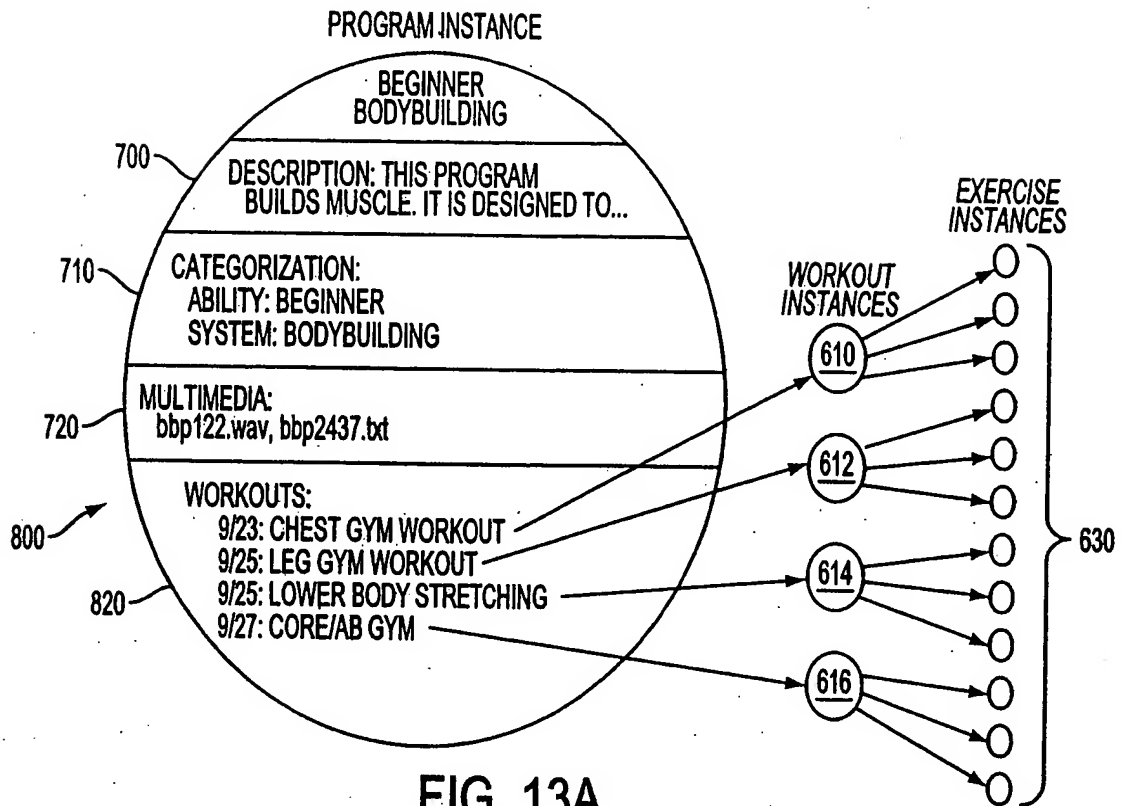 PROGRAM INSTANCE
BEGINNER
BODYBUILDING
700
DESCRIPTION: THIS PROGRAM
BUILDS MUSCLE. IT IS DESIGNED TO...
710
CATEGORIZATION:
ABILITY: BEGINNER
SYSTEM: BODYBUILDING
720
MULTIMEDIA:
bbp122.wav, bbp2437.txt
800
820
WORKOUTS:
9/23: CHEST GYM WORKOUT
9/25: LEG GYM WORKOUT
9/25: LOWER BODY STRETCHING
9/27: CORE/AB GYM
WORKOUT
INSTANCES
610
612
614
616
EXERCISE
INSTANCES
630
FIG. 13A